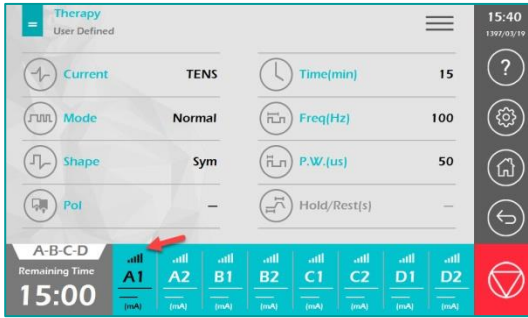 Therapy
User Defined
15:40
1397/03/19
Current TENS Time(min) 15
Mode Normal Freq(Hz) 100
Shape Sym P.W.(us) 50
Pol – Hold/Rest(s) –
?
A-B-C-D
Remaining Time
15:00
A1 A2 B1 B2 C1 C2 D1 D2
(mA) (mA) (mA) (mA) (mA) (mA) (mA) (mA)